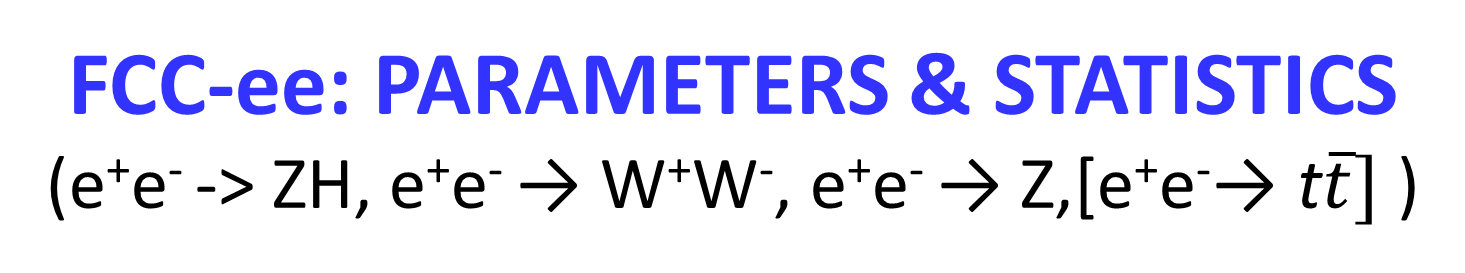 FCC-ee: PARAMETERS & STATISTICS
(e⁺e⁻ -> ZH, e⁺e⁻ → W⁺W⁻, e⁺e⁻ → Z,[e⁺e⁻→ tt̅] )